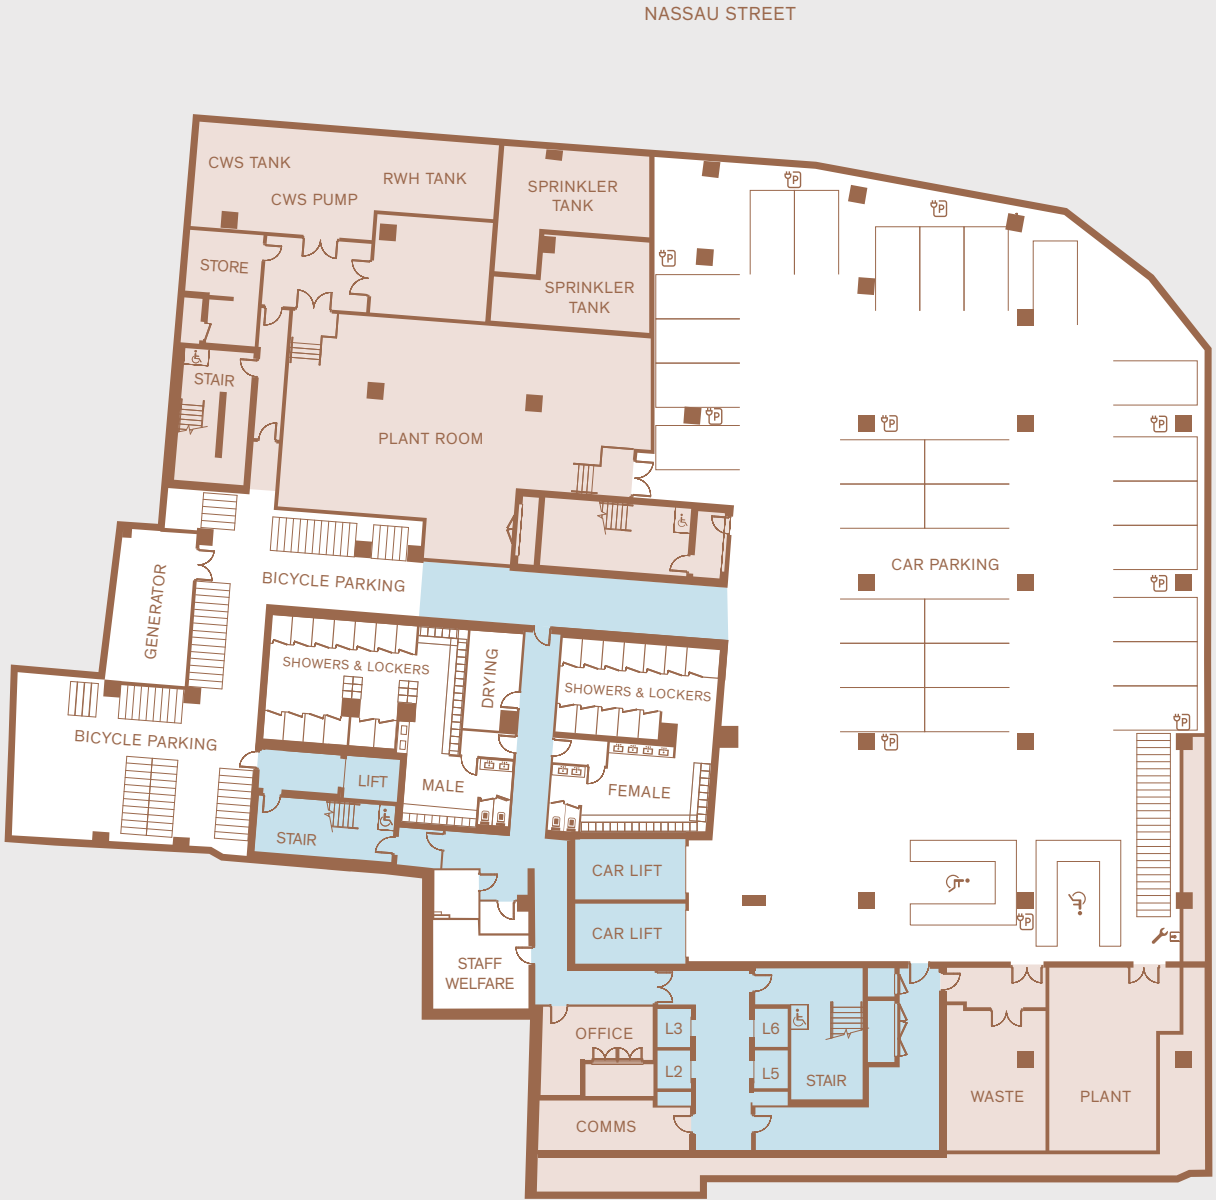 NASSAU STREET
CWS TANK
RWH TANK
CWS PUMP
SPRINKLER
TANK
STORE
SPRINKLER
TANK
STAIR
PLANT ROOM
P
P
P
P
P
P
P
P
P
P
CAR PARKING
BICYCLE PARKING
GENERATOR
SHOWERS & LOCKERS
DRYING
SHOWERS & LOCKERS
BICYCLE PARKING
LIFT
MALE
FEMALE
STAIR
CAR LIFT
CAR LIFT
STAFF
WELFARE
OFFICE
L3
L6
L2
L5
STAIR
WASTE
PLANT
COMMS